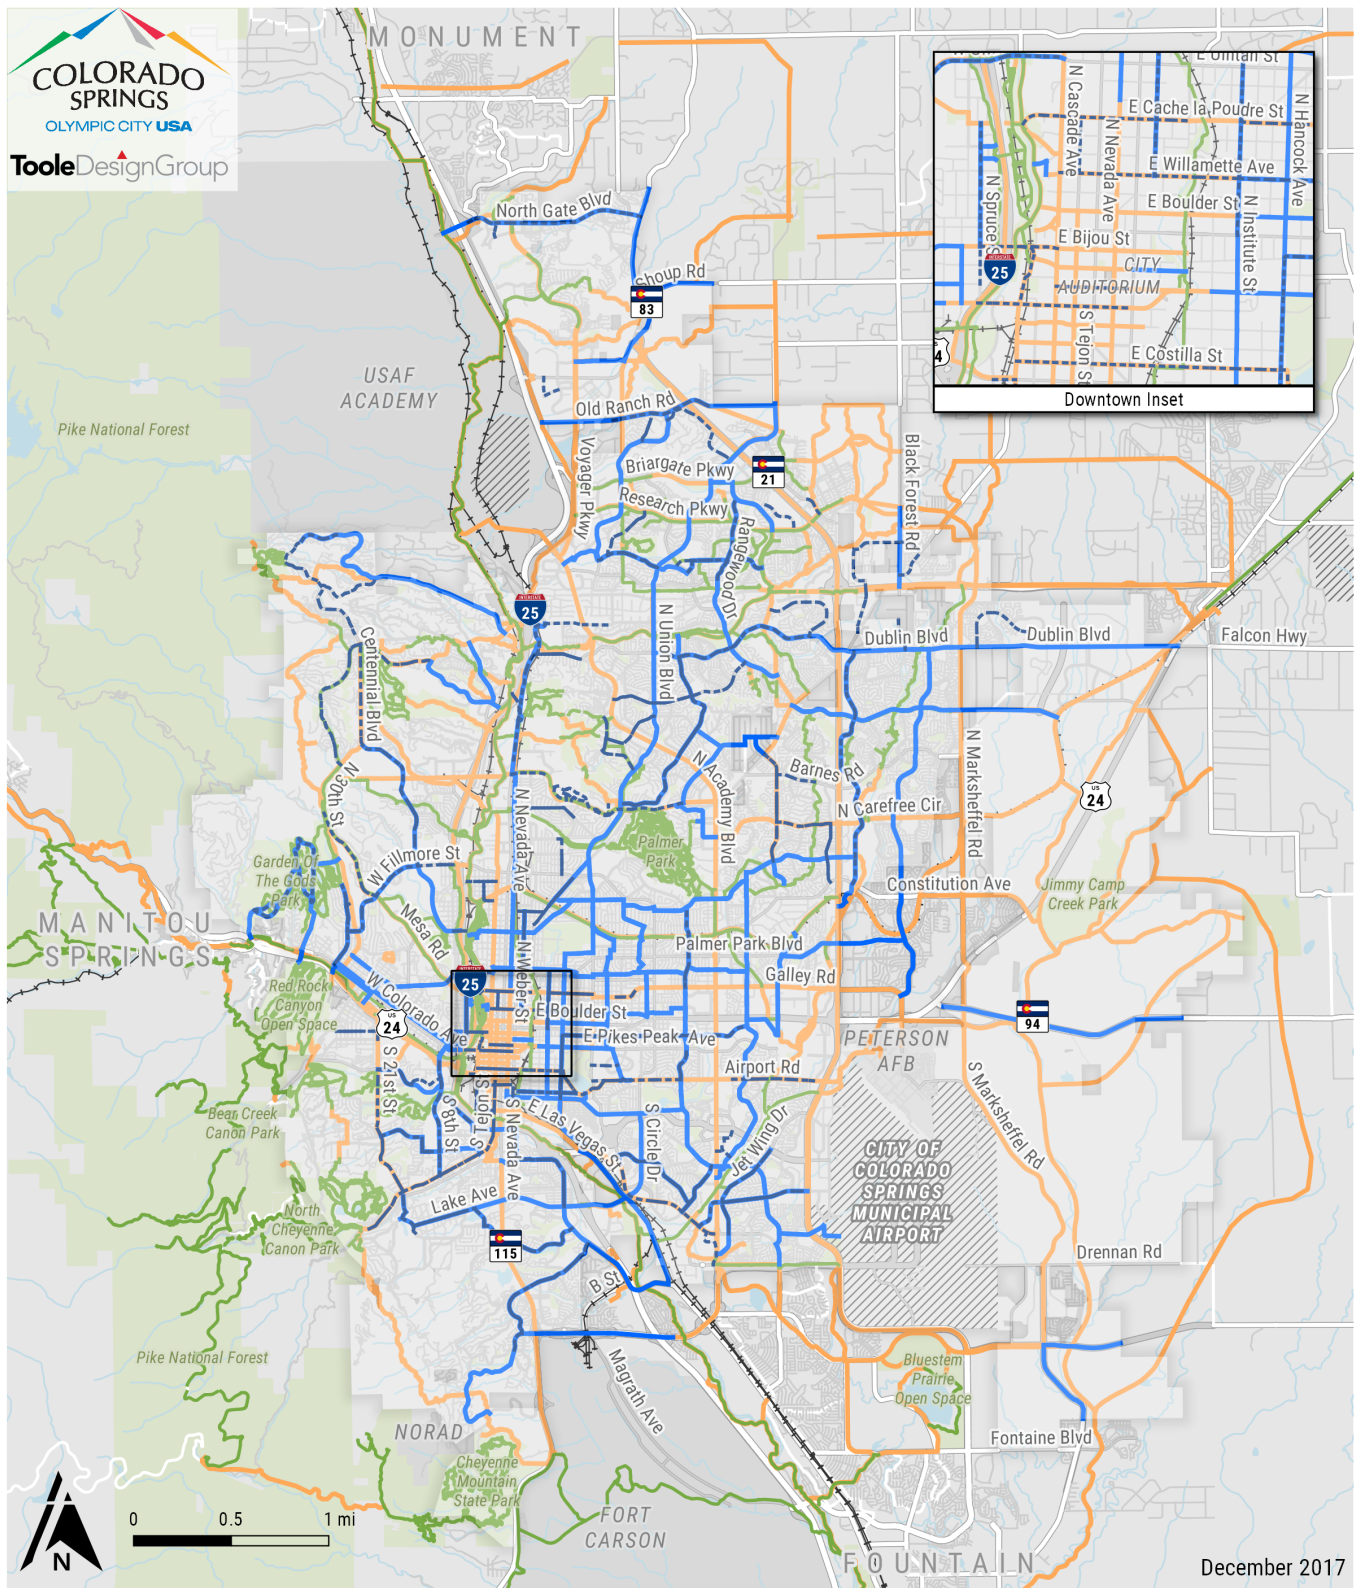 COLORADO
SPRINGS
OLYMPIC CITY USA
TooleDesignGroup
MONUMENT
North Gate Blvd
Shoup Rd
83
USAF
ACADEMY
Pike National Forest
Old Ranch Rd
Voyager Pkwy
Briargate Pkwy
21
Research Pkwy
Rangewood Dr
Black Forest Rd
25
Centennial Blvd
N Union Blvd
Dublin Blvd
Dublin Blvd
Falcon Hwy
N 30th St
N Academy Blvd
Barnes Rd
N Marksheffel Rd
US
24
N Carefree Cir
N Nevada Ave
Palmer
Park
W Fillmore St
Garden Of
The Gods
Park
Constitution Ave
Jimmy Camp
Creek Park
MANITOU
SPRINGS
Mesa Rd
N Weber St
Palmer Park Blvd
Galley Rd
INTERSTATE
25
Red Rock
Canyon
Open Space
W Colorado Ave
US
24
E Boulder St
E Pikes Peak Ave
94
PETERSON
AFB
Airport Rd
S 21st St
S 8th St
S Tejon St
S Nevada Ave
E Las Vegas St
S Circle Dr
Jet Wing Dr
S Marksheffel Rd
Bear Creek
Canon Park
CITY OF
COLORADO
SPRINGS
MUNICIPAL
AIRPORT
Lake Ave
North
Cheyenne
Canon Park
115
B St
Drennan Rd
Pike National Forest
Magrath Ave
Bluestem
Prairie
Open Space
NORAD
Fontaine Blvd
Cheyenne
Mountain
State Park
FORT
CARSON
FOUNTAIN
0 0.5 1 mi
N
December 2017
E Uintah St
N Cascade Ave
E Cache la Poudre St
N Hancock Ave
N Nevada Ave
E Willamette Ave
N Spruce S
E Boulder St
N Institute St
E Bijou St
INTERSTATE
25
CITY
AUDITORIUM
S Tejon St
E Costilla St
4
Downtown Inset